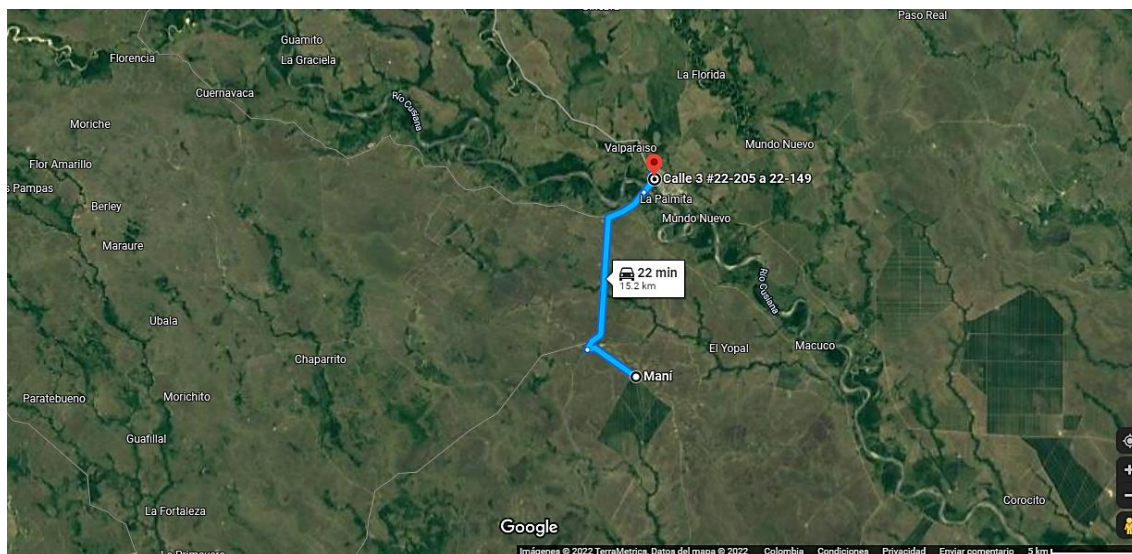 Paso Real
Guamito
Florencia
La Graciela
La Florida
Cuernavaca
Río Cusiana
Moriche
Valparaiso
Mundo Nuevo
Flor Amarillo
Calle 3 #22-205 a 22-149
s Pampas
La Palmita
Berley
Mundo Nuevo
Maraure
22 min
15.2 km
Río Cusiana
Ubala
El Yopal
Macuco
Chaparrito
Maní
Paratebueno
Morichito
Guafillal
Corocito
La Fortaleza
Google
Imágenes © 2022 TerraMetrics, Datos del mapa © 2022 Colombia Condiciones Privacidad Enviar comentario 5 km